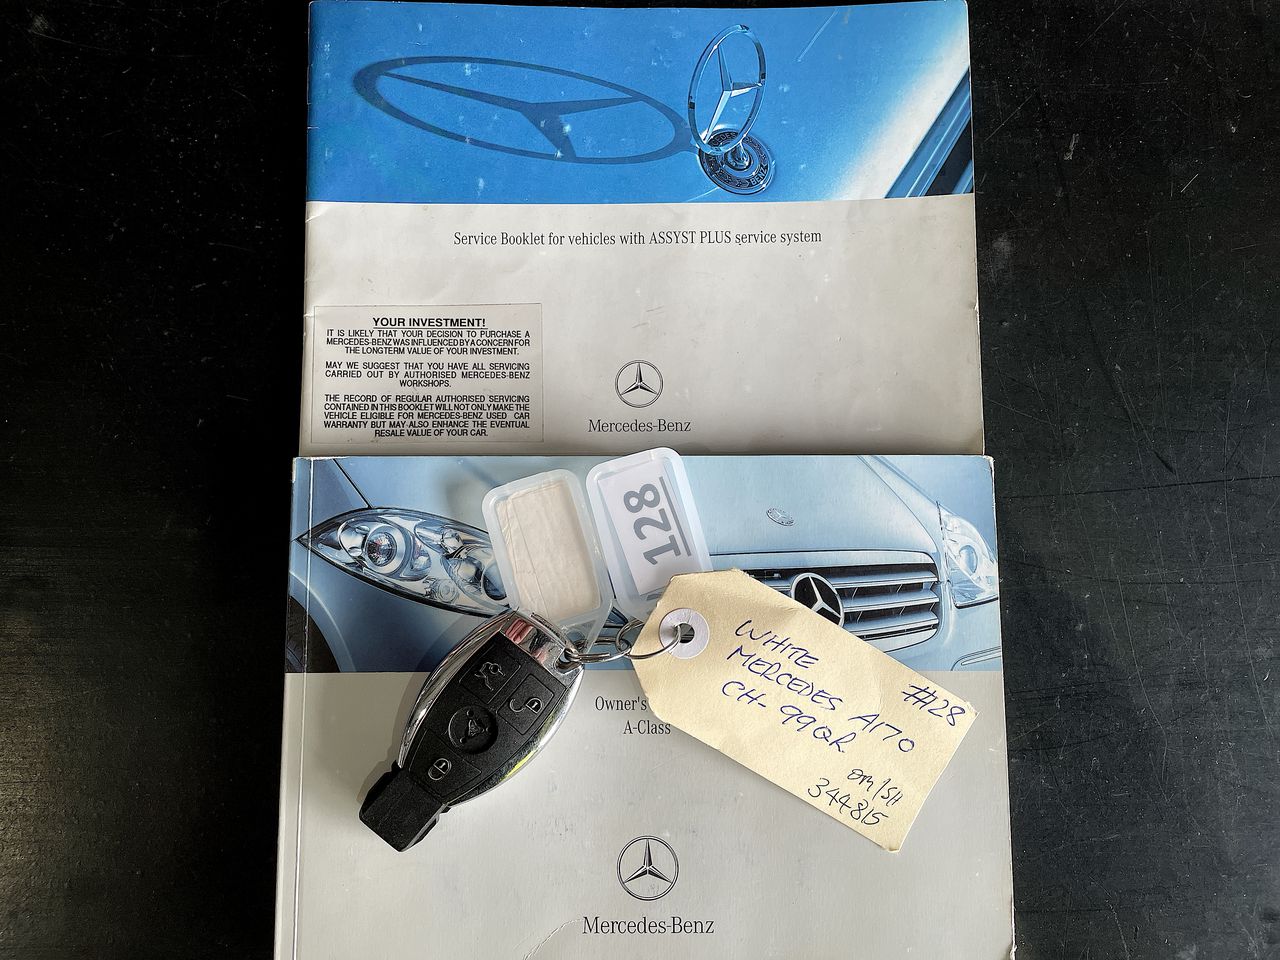 BENZ
Service Booklet for vehicles with ASSYST PLUS service system
YOUR INVESTMENT!
IT IS LIKELY THAT YOUR DECISION TO PURCHASE A
MERCEDES-BENZ WAS INFLUENCED BY A CONCERN FOR
THE LONGTERM VALUE OF YOUR INVESTMENT.
MAY WE SUGGEST THAT YOU HAVE ALL SERVICING
CARRIED OUT BY AUTHORISED MERCEDES-BENZ
WORKSHOPS.
THE RECORD OF REGULAR AUTHORISED SERVICING
CONTAINED IN THIS BOOKLET WILL NOT ONLY MAKE THE
VEHICLE ELIGIBLE FOR MERCEDES-BENZ USED CAR
WARRANTY BUT MAY ALSO ENHANCE THE EVENTUAL
RESALE VALUE OF YOUR CAR.
Mercedes-Benz
128
#128
WHITE
MERCEDES A170
CH-99QR
om/SH
344815
Owner's
A-Class
Mercedes-Benz